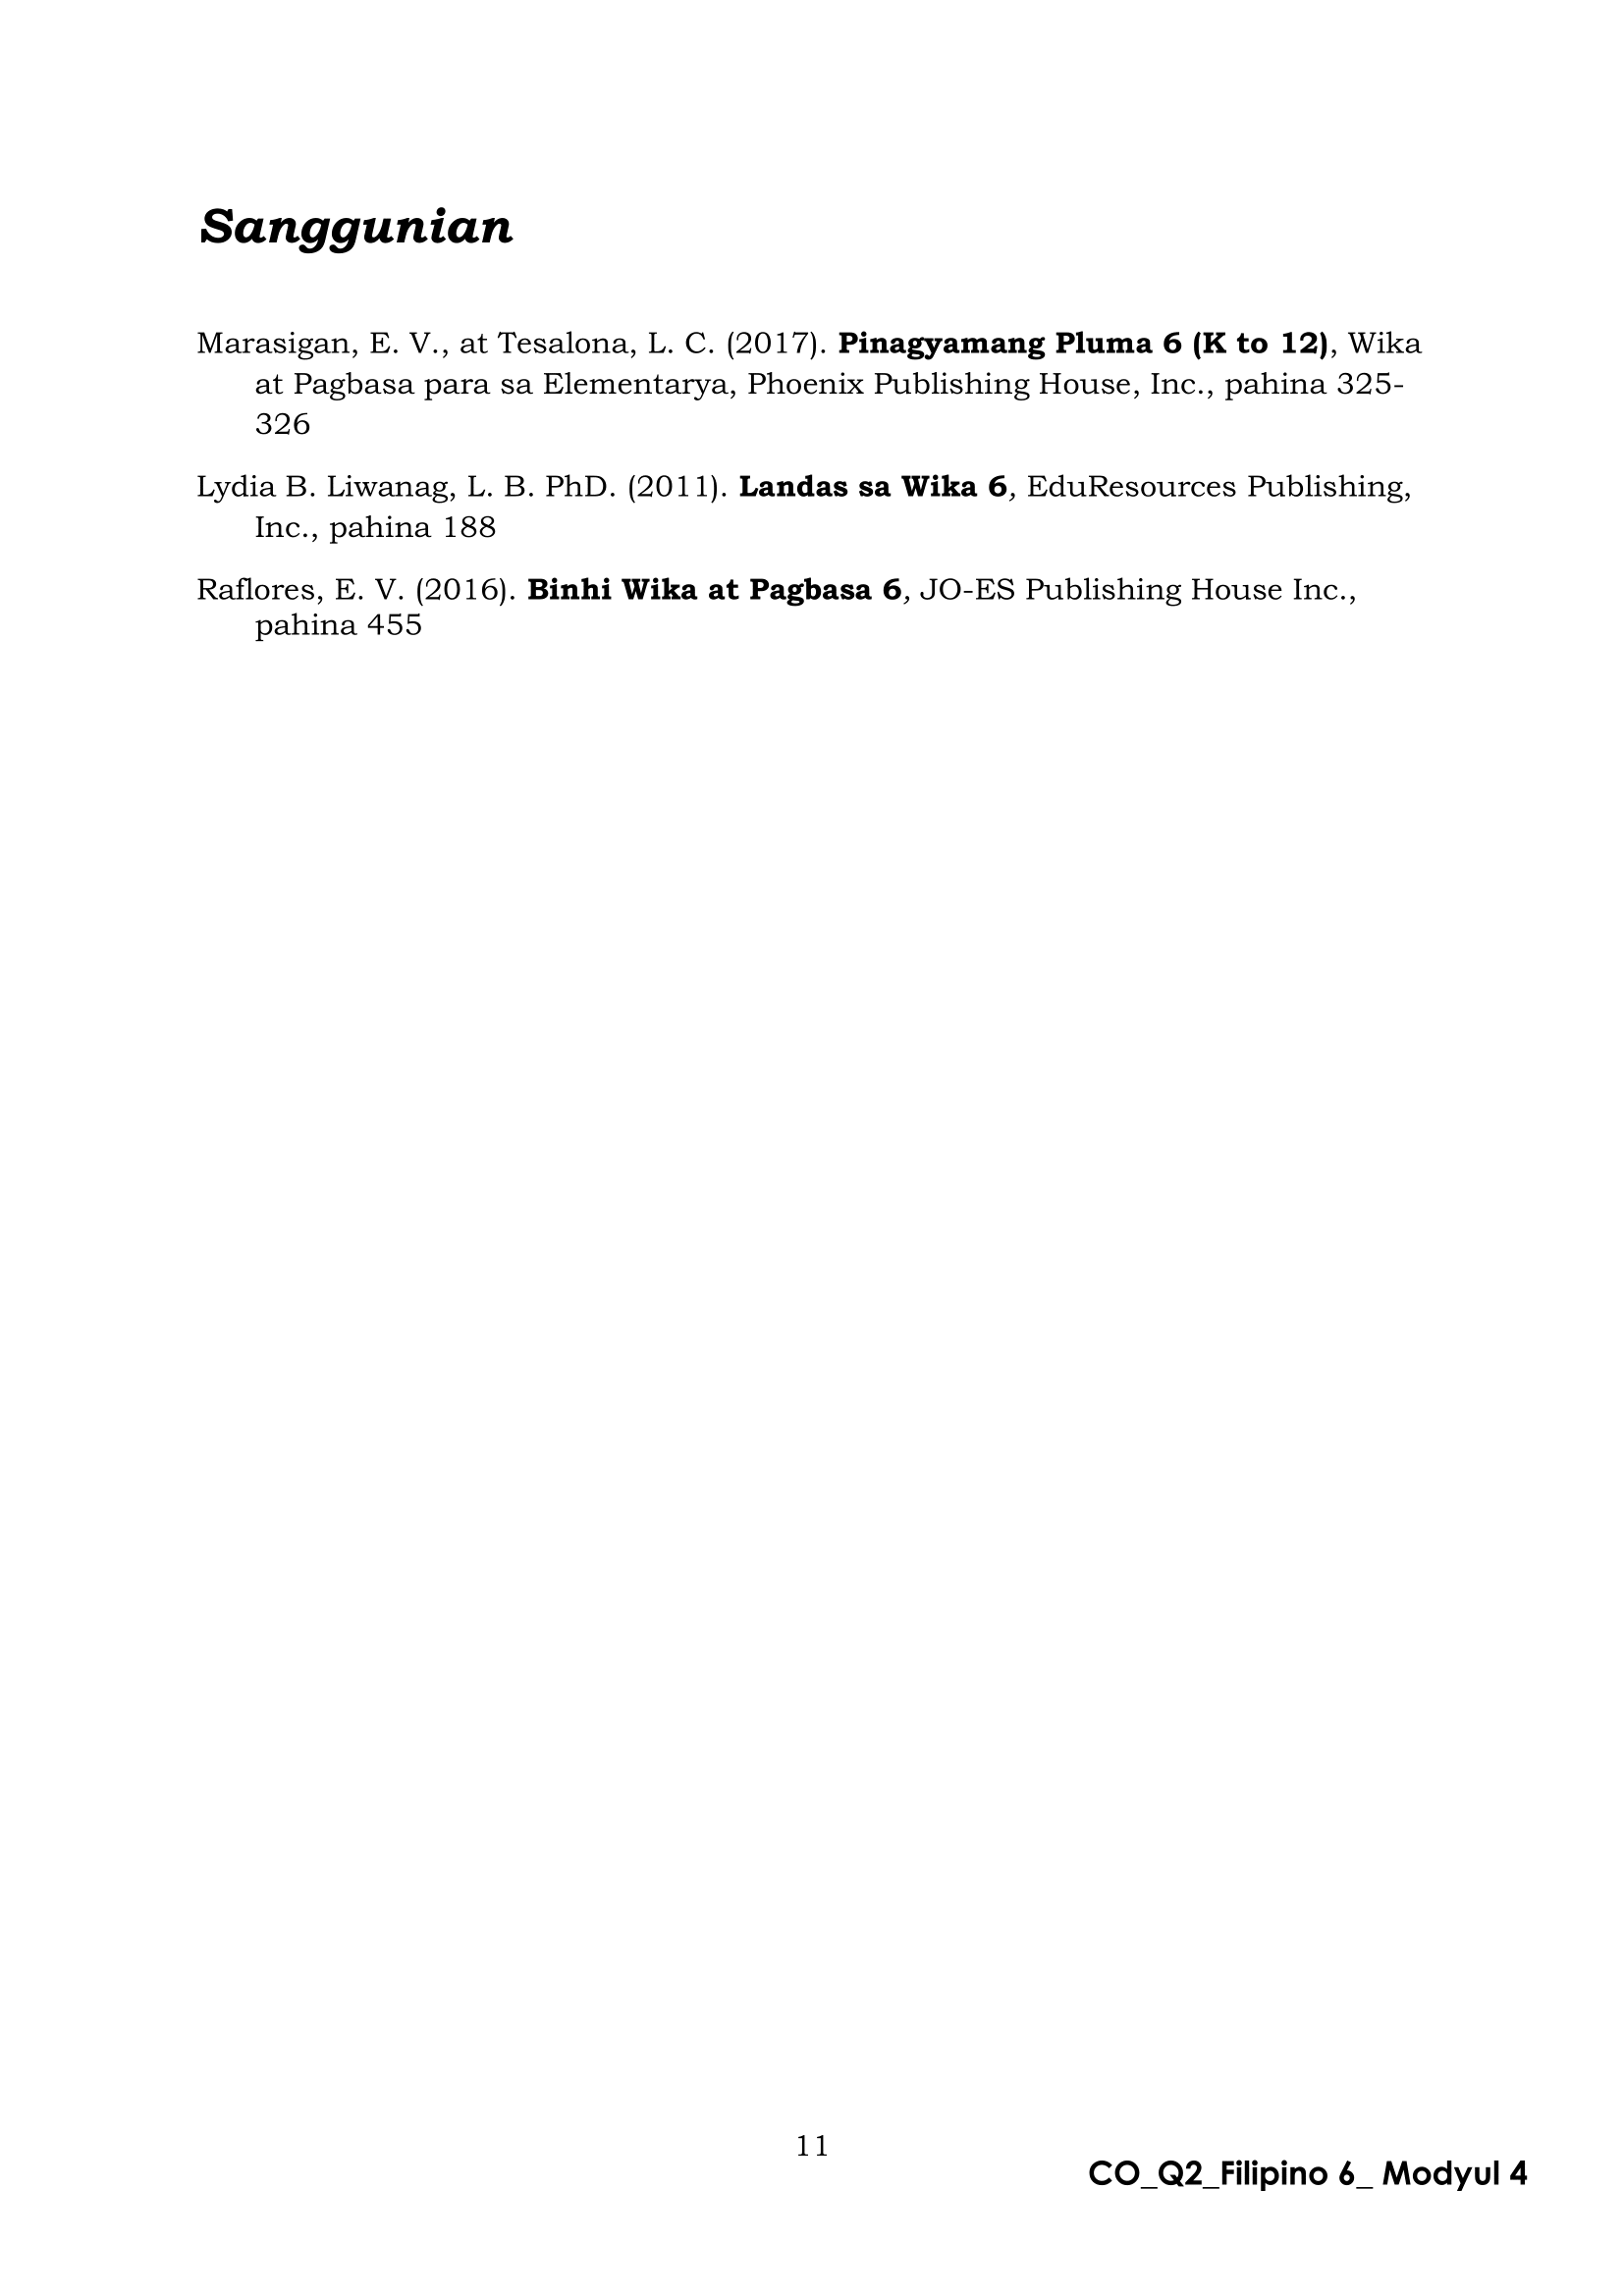 Sanggunian
Marasigan, E. V., at Tesalona, L. C. (2017). Pinagyamang Pluma 6 (K to 12), Wika
at Pagbasa para sa Elementarya, Phoenix Publishing House, Inc., pahina 325-
326
Lydia B. Liwanag, L. B. PhD. (2011). Landas sa Wika 6, EduResources Publishing,
Inc., pahina 188
Raflores, E. V. (2016). Binhi Wika at Pagbasa 6, JO-ES Publishing House Inc.,
pahina 455
11
CO_Q2_Filipino 6_ Modyul 4